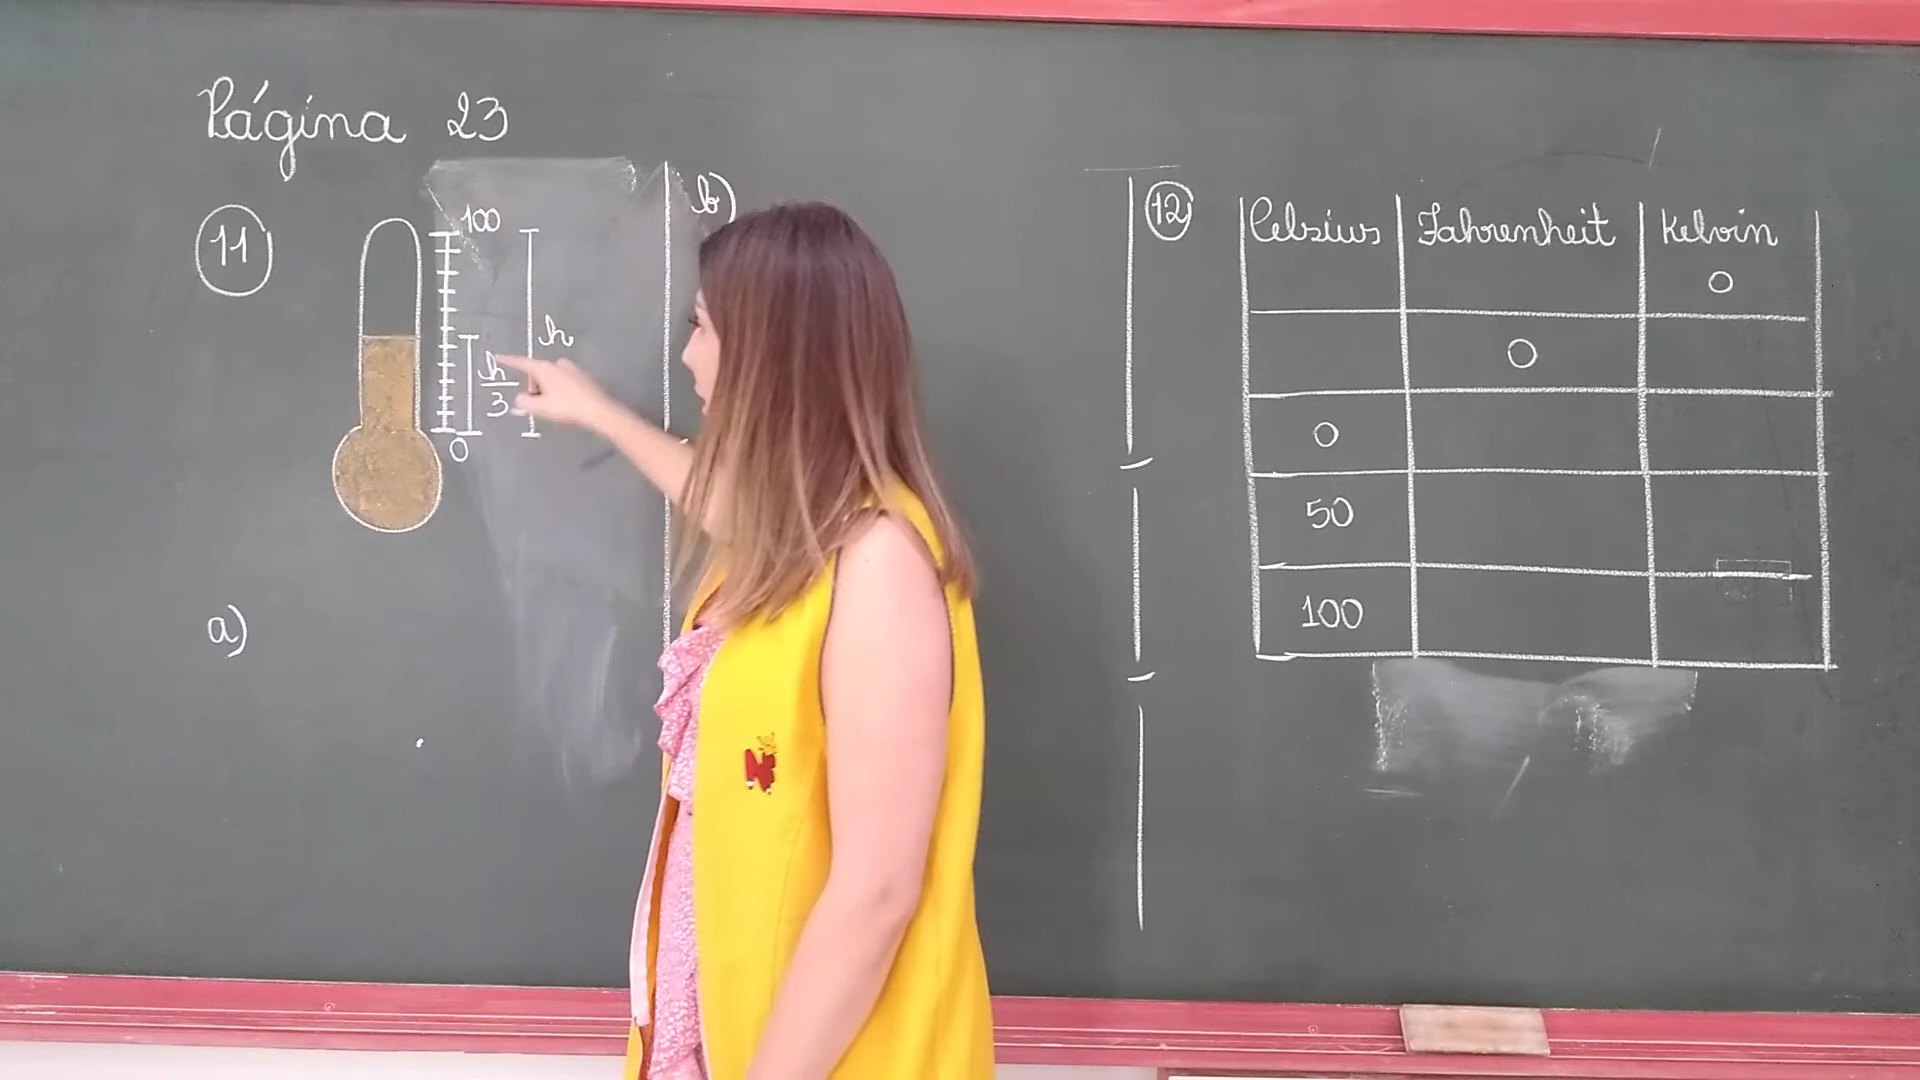 Página 23
11
100
h
h
3
0
a)
b)
12
Celsius Fahrenheit Kelvin
0
0
0
50
100
N